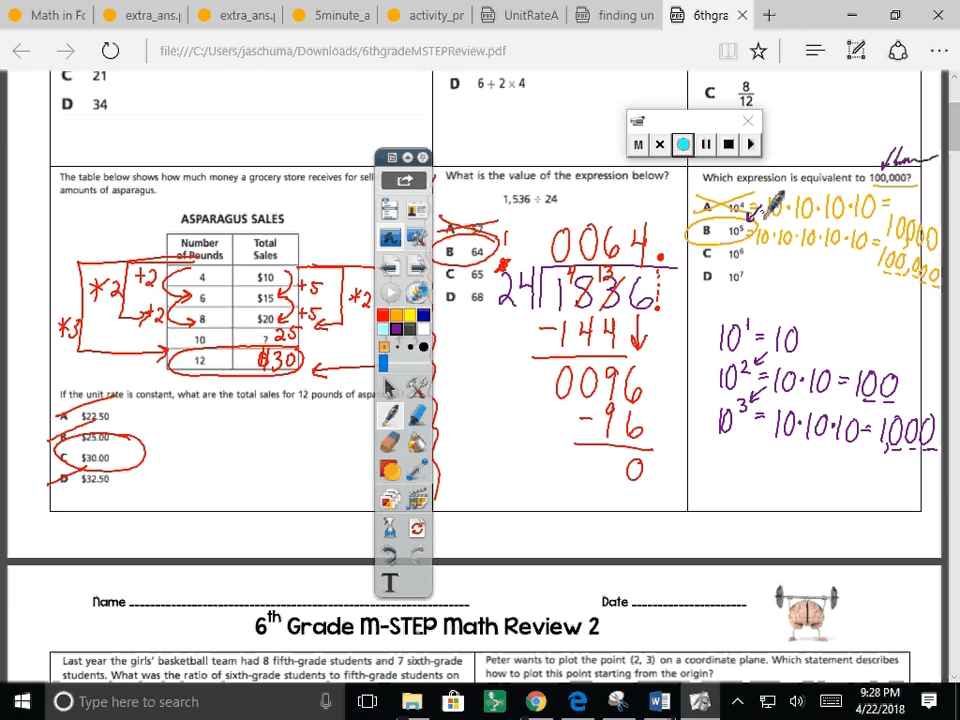 Math in Fo
extra_ans.p
extra_ans.p
5minute_a
activity_pr
UnitRateA
finding un
6thgra
file:///C:/Users/jaschuma/Downloads/6thgradeMSTEPReview.pdf
C 21
D 34
D 6 + 2 x 4
C 8
12
M
The table below shows how much money a grocery store receives for sell
amounts of asparagus.
ASPARAGUS SALES
Number of Pounds
Total Sales
4 $10
6 $15
8 $20
10 ? 25
12 $30
*2
+2
+2
*3
+5
+5
*2
If the unit rate is constant, what are the total sales for 12 pounds of aspa
A $22.50
B $25.00
C $30.00
D $32.50
What is the value of the expression below?
1,536 ÷ 24
B 64
C 65
D 68
0064.
24
-144
0096
-96
0
Which expression is equivalent to 100,000?
A 10⁴ = 10·10·10·10 =
10,000
B 10⁵ = 10·10·10·10·10 =
100,000
C 10⁶
D 10⁷
10¹ = 10
10² = 10·10 = 100
10³ = 10·10·10 = 1,000
T
Name
Date
6th Grade M-STEP Math Review 2
Last year the girls' basketball team had 8 fifth-grade students and 7 sixth-grade
students. What was the ratio of sixth-grade students to fifth-grade students on
Peter wants to plot the point (2, 3) on a coordinate plane. Which statement describes
how to plot this point starting from the origin?
Type here to search
9:28 PM
4/22/2018